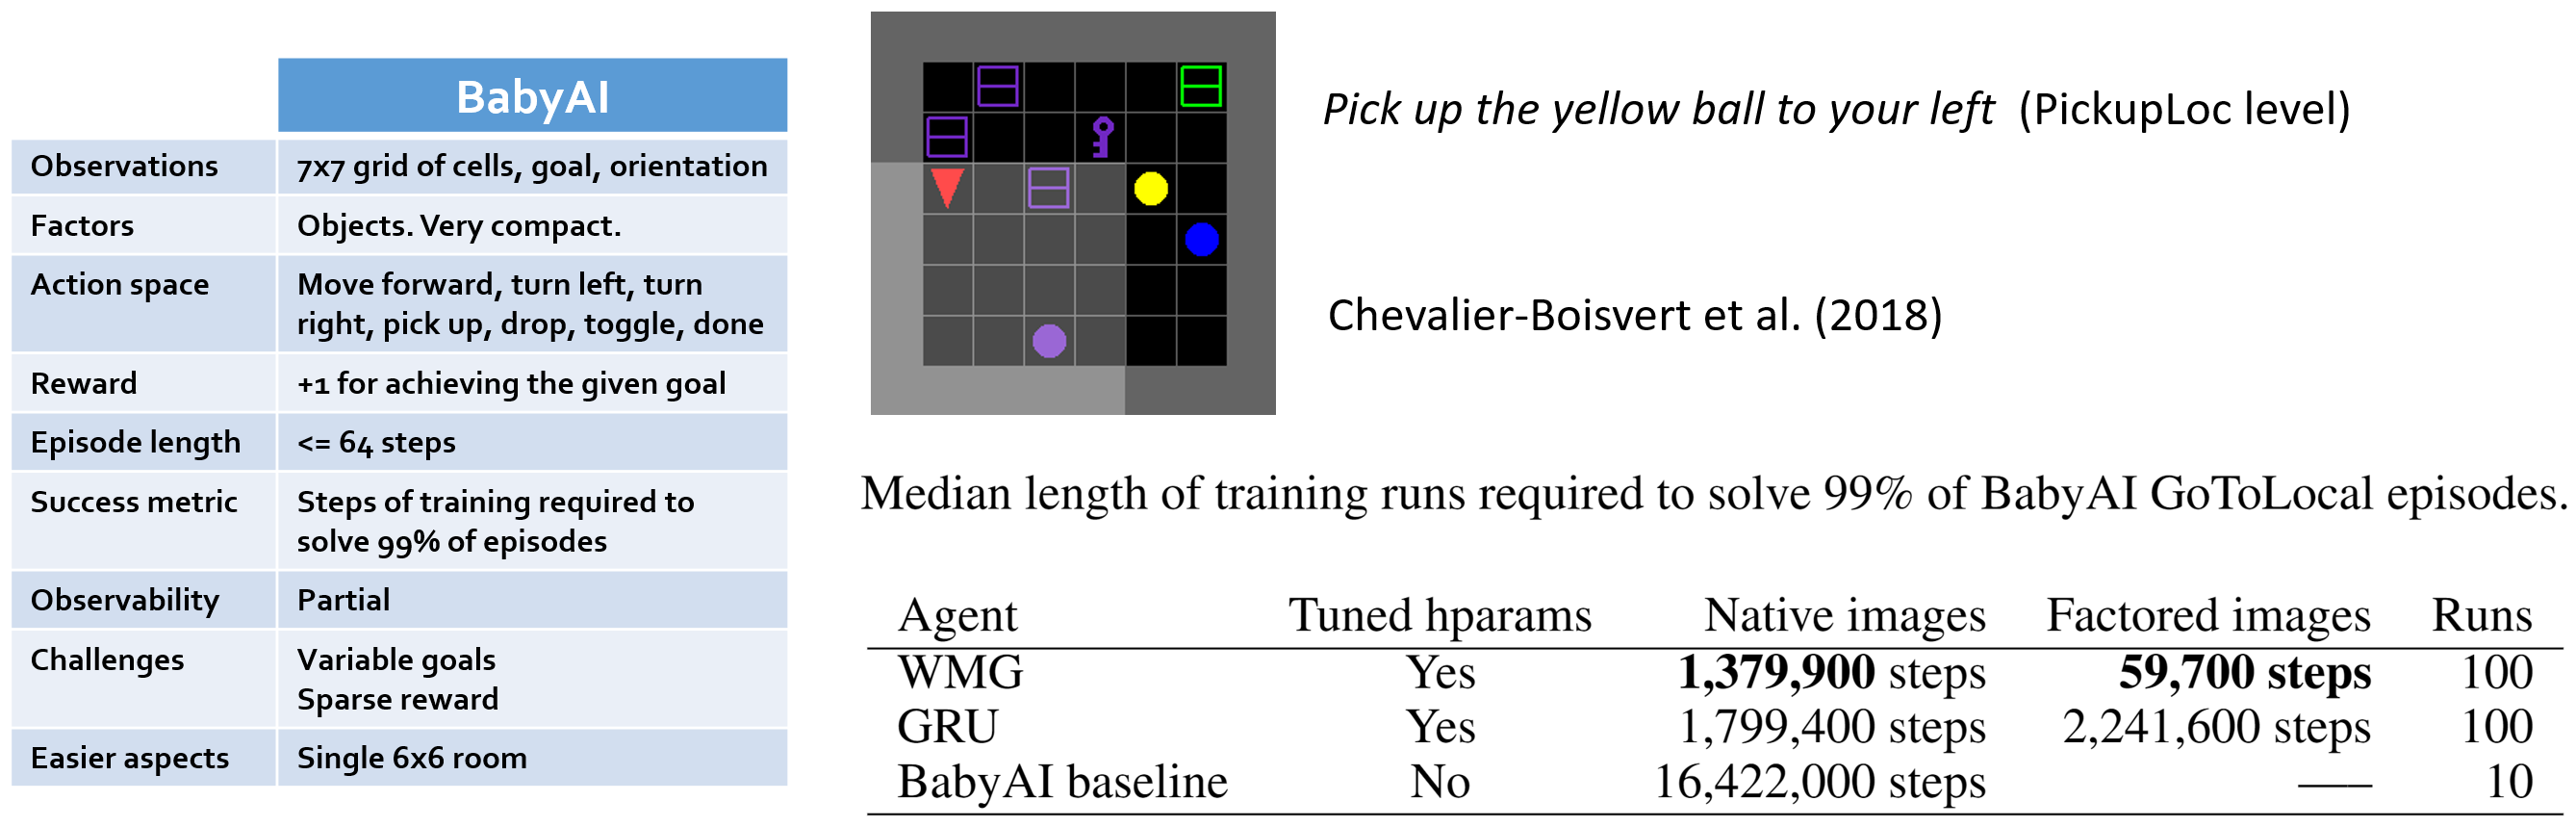 BabyAI
Observations 7x7 grid of cells, goal, orientation
Factors Objects. Very compact.
Action space Move forward, turn left, turn
right, pick up, drop, toggle, done
Reward +1 for achieving the given goal
Episode length <= 64 steps
Success metric Steps of training required to
solve 99% of episodes
Observability Partial
Challenges Variable goals
Sparse reward
Easier aspects Single 6x6 room
Pick up the yellow ball to your left (PickupLoc level)
Chevalier-Boisvert et al. (2018)
Median length of training runs required to solve 99% of BabyAI GoToLocal episodes.
Agent Tuned hparams Native images Factored images Runs
WMG Yes 1,379,900 steps 59,700 steps 100
GRU Yes 1,799,400 steps 2,241,600 steps 100
BabyAI baseline No 16,422,000 steps —– 10